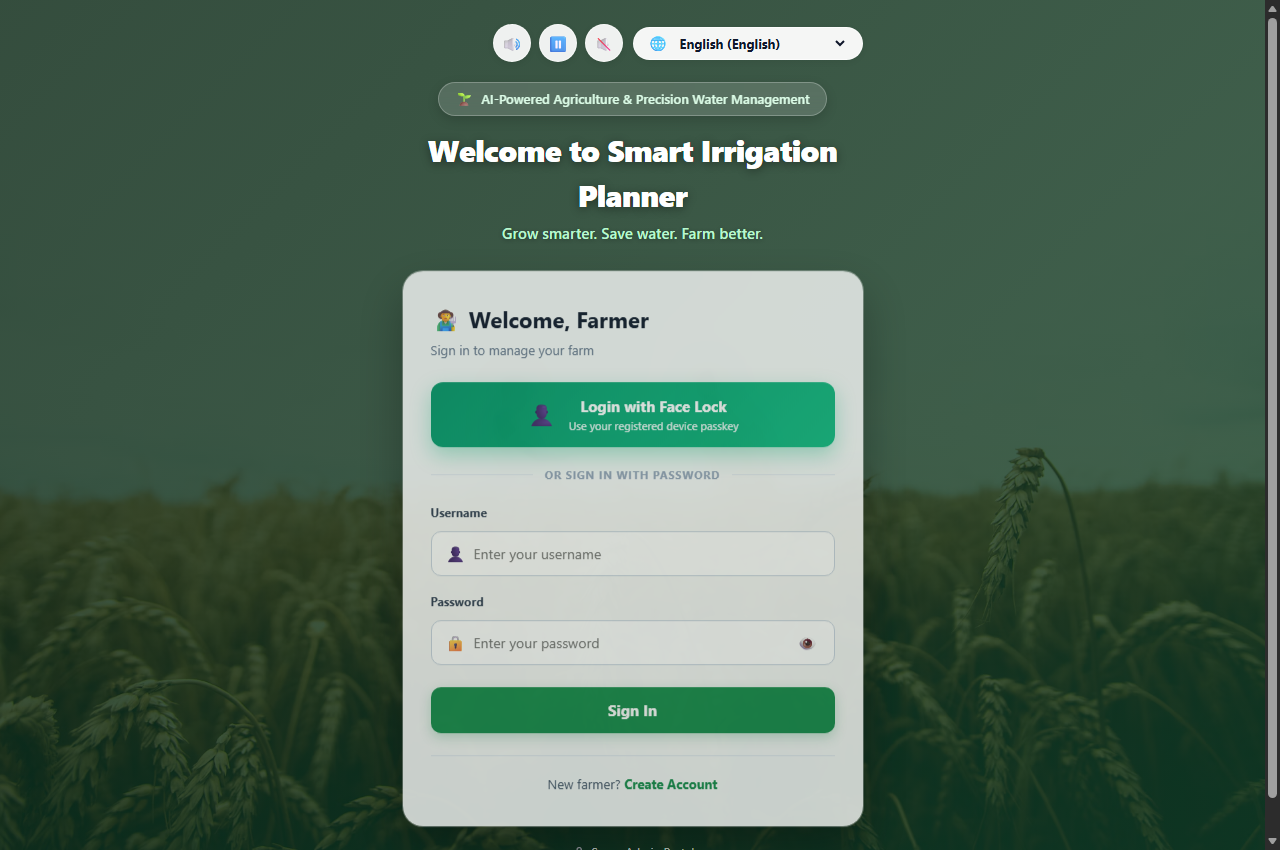 English (English)
AI-Powered Agriculture & Precision Water Management
Welcome to Smart Irrigation
Planner
Grow smarter. Save water. Farm better.
Welcome, Farmer
Sign in to manage your farm
Login with Face Lock
Use your registered device passkey
OR SIGN IN WITH PASSWORD
Username
Enter your username
Password
Enter your password
Sign In
New farmer? Create Account